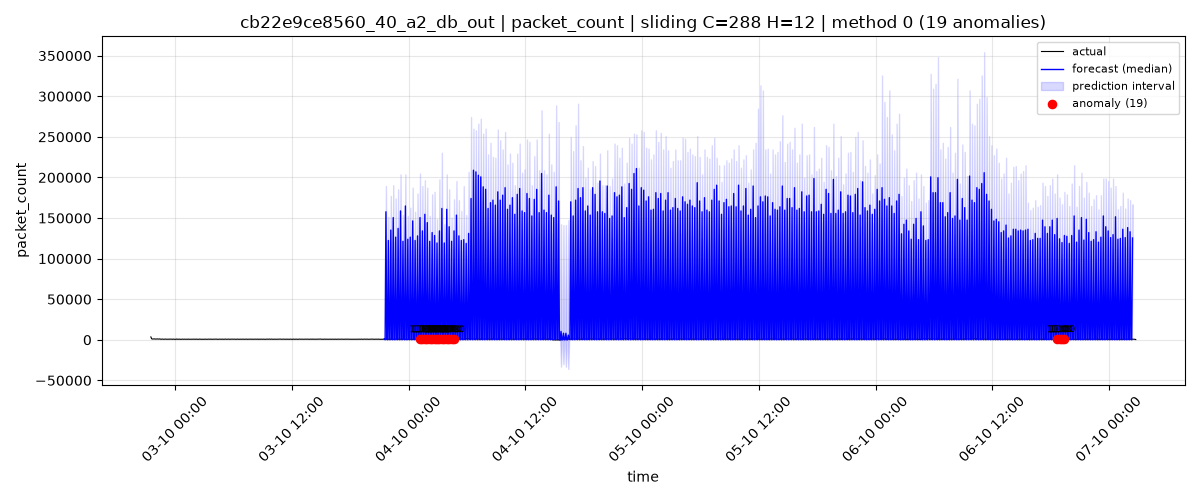 cb22e9ce8560_40_a2_db_out | packet_count | sliding C=288 H=12 | method 0 (19 anomalies)
actual
forecast (median)
prediction interval
anomaly (19)
packet_count
350000
300000
250000
200000
150000
100000
50000
0
−50000
03-10 00:00
03-10 12:00
04-10 00:00
04-10 12:00
05-10 00:00
05-10 12:00
06-10 00:00
06-10 12:00
07-10 00:00
time